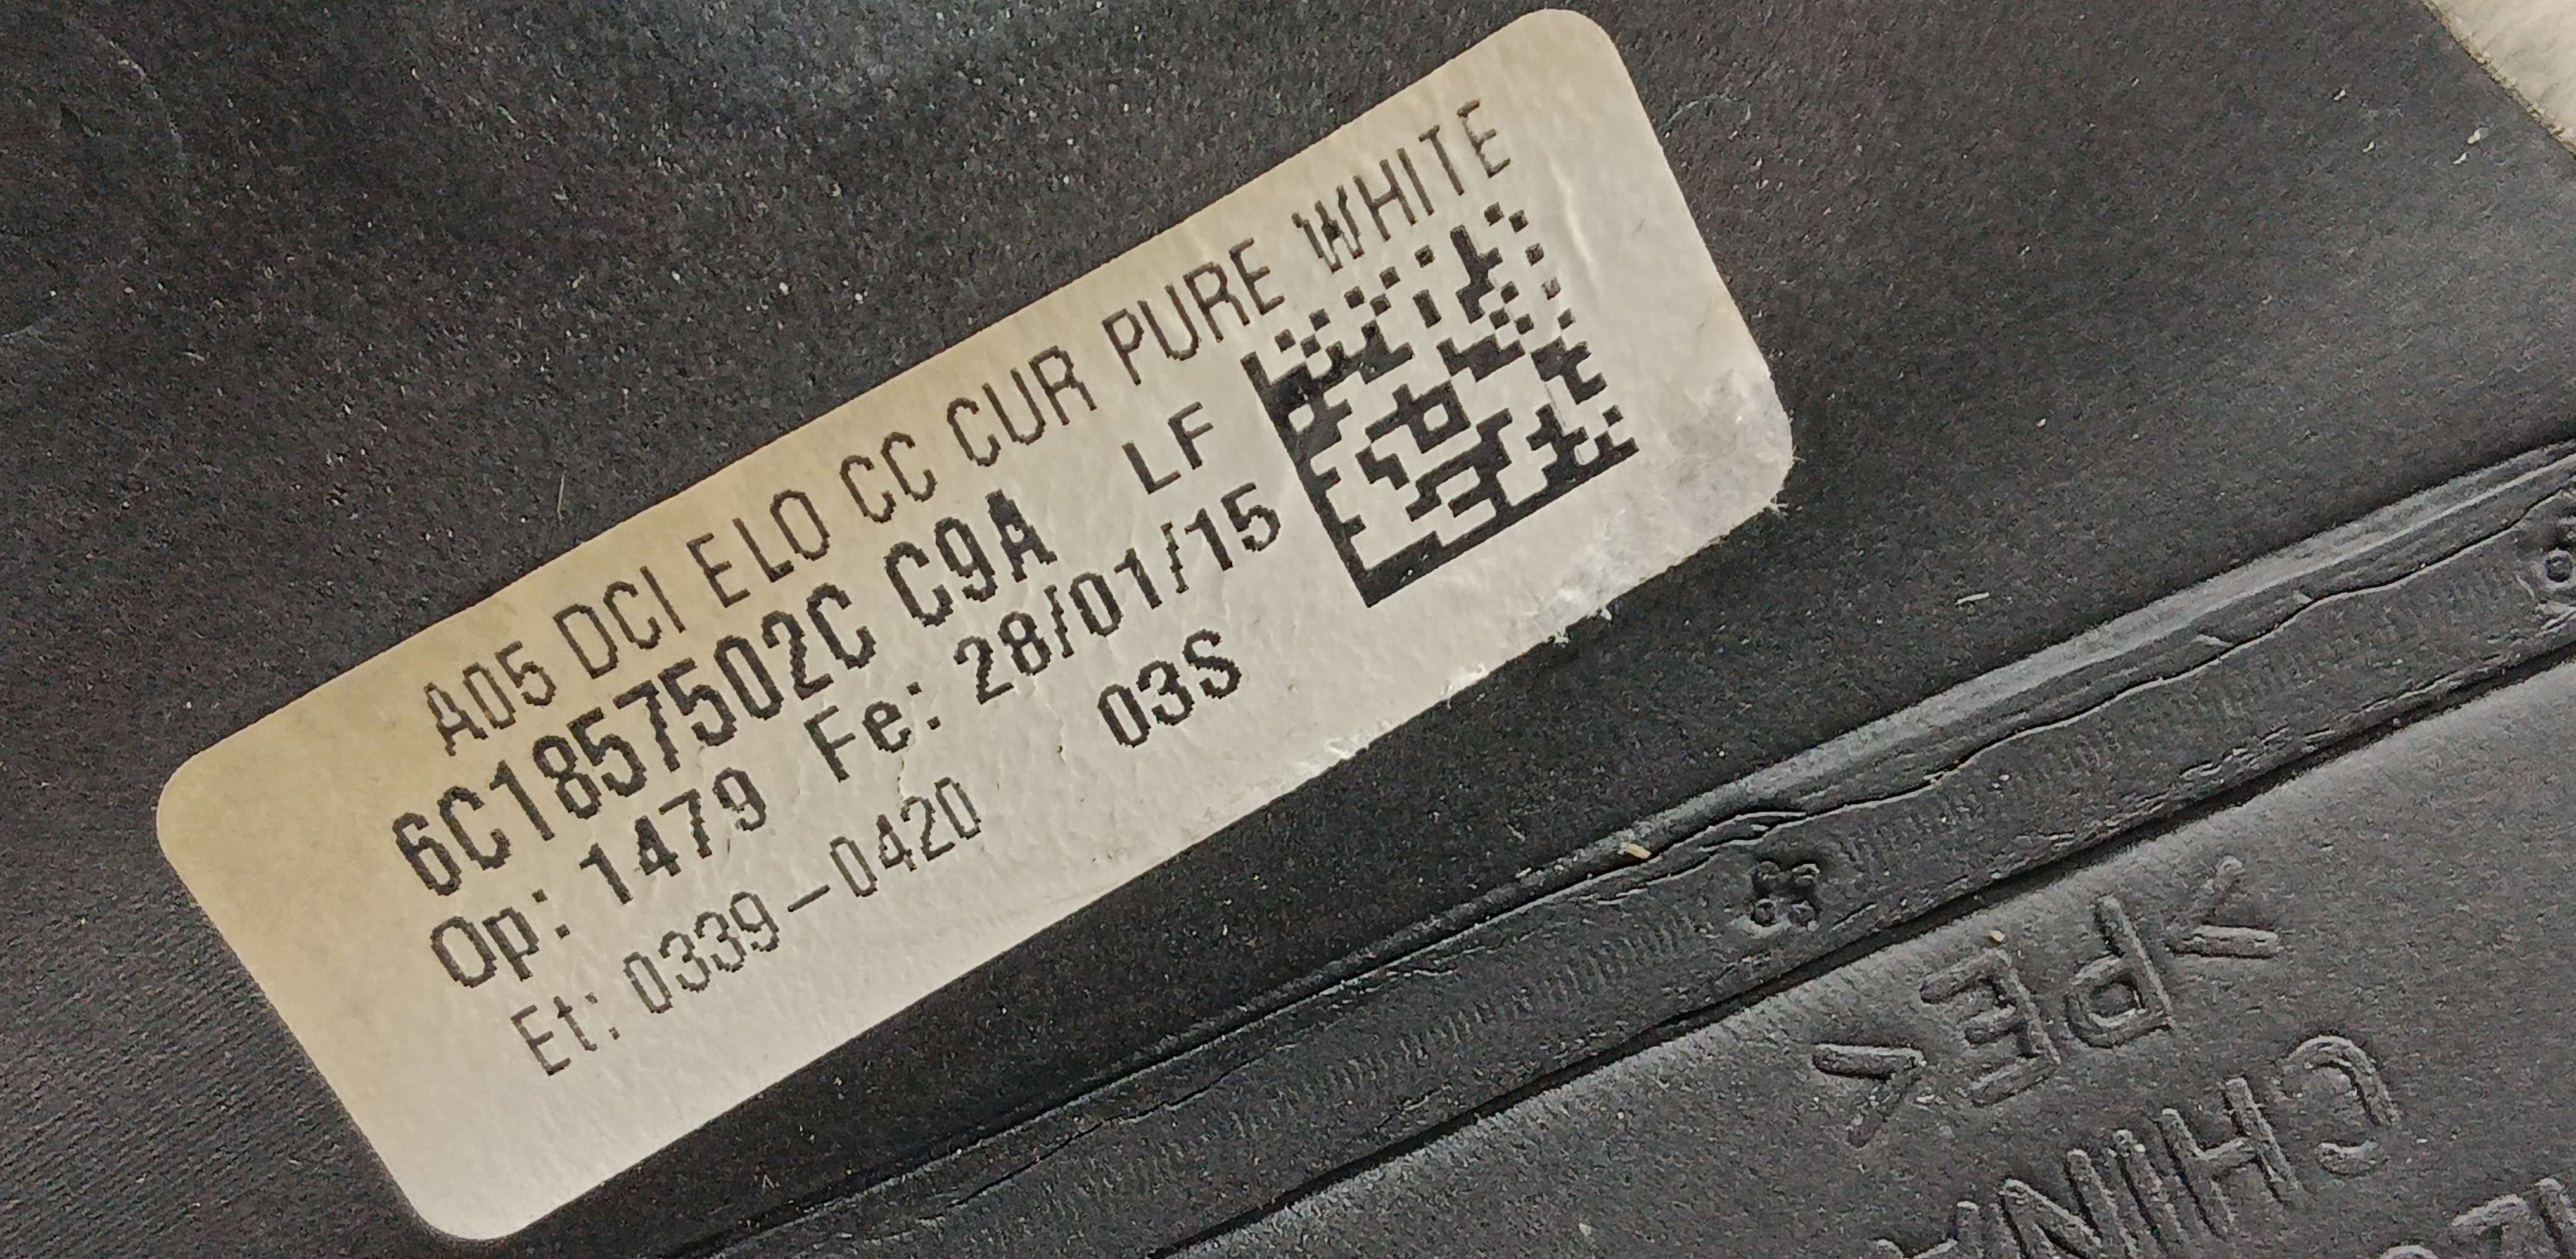 A05 DCI ELO CC CUR PURE WHITE
6C1857502C C9A LF
Op: 1479 Fe: 28/01/15
Et: 0339-0420 03S
>PE<
CHINA